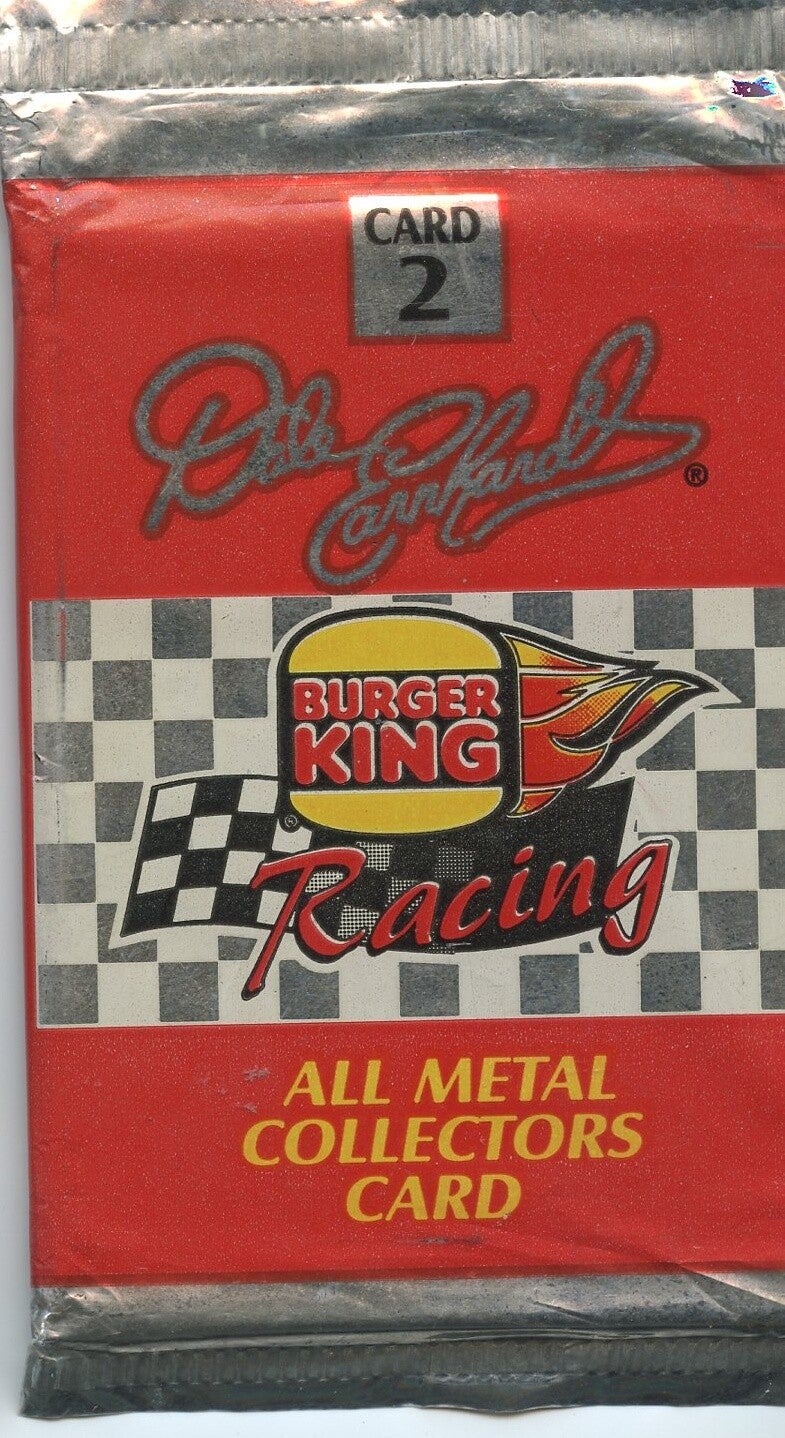 CARD
2
Dale
Earnhardt®
BURGER
KING®
Racing
ALL METAL
COLLECTORS
CARD